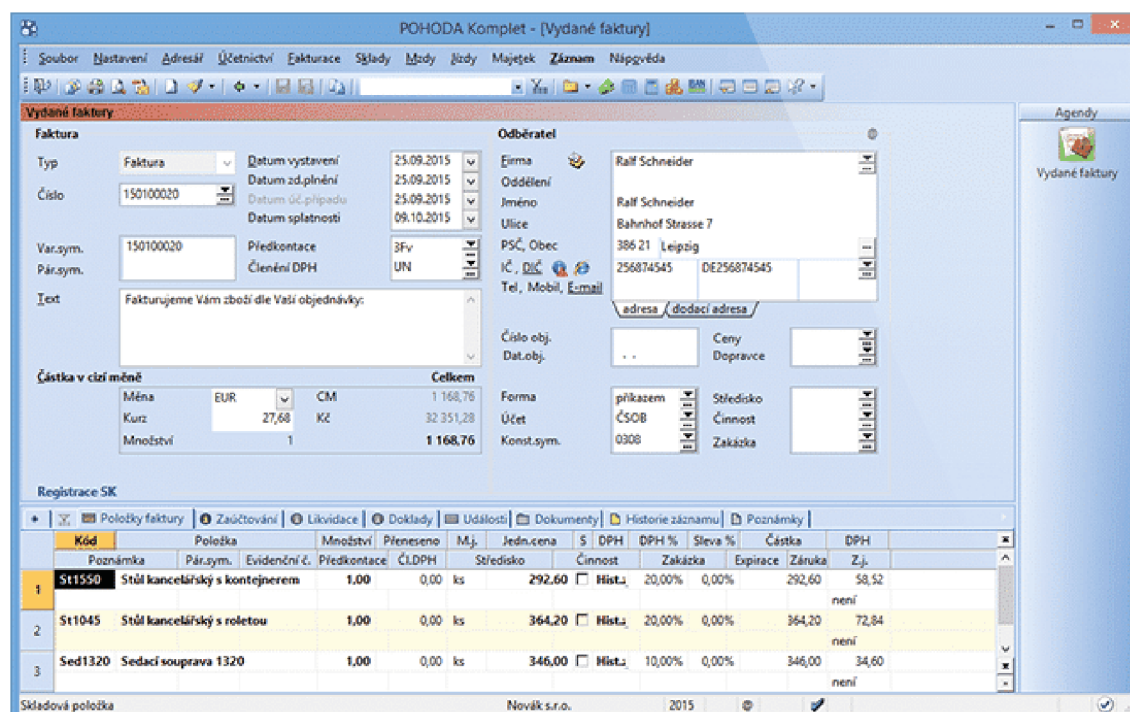 POHODA Komplet - [Vydané faktury]
Soubor Nastavení Adresář Účetnictví Fakturace Sklady Mzdy Jízdy Majetek Záznam Nápověda
Vydané faktury
Agendy
Vydané faktury
Faktura
Odběratel
Typ Faktura Datum vystavení 25.09.2015 Firma Ralf Schneider
Datum zd.plnění 25.09.2015 Oddělení
Číslo 150100020 Datum úč.případu 25.09.2015 Jméno Ralf Schneider
Datum splatnosti 09.10.2015 Ulice Bahnhof Strasse 7
Var.sym. 150100020 Předkontace 3Fv PSČ, Obec 386 21 Leipzig
Pár.sym. Členění DPH UN IČ, DIČ 256874545 DE256874545
Tel, Mobil, E-mail
Text Fakturujeme Vám zboží dle Vaší objednávky:
adresa dodací adresa
Číslo obj. Ceny
Dat.obj. . . Dopravce
Částka v cizí měně Celkem
Měna EUR CM 1 168,76 Forma příkazem Středisko
Kurz 27,68 Kč 32 351,28 Účet ČSOB Činnost
Množství 1 1 168,76 Konst.sym. 0308 Zakázka
Registrace SK
Položky faktury Zaúčtování Likvidace Doklady Události Dokumenty Historie záznamu Poznámky
Kód Položka Množství Přeneseno M.j. Jedn.cena S DPH DPH % Sleva % Částka DPH
Poznámka Pár.sym. Evidenční č. Předkontace Čl.DPH Středisko Činnost Zakázka Expirace Záruka Z.j.
1 St1550 Stůl kancelářský s kontejnerem 1,00 0,00 ks 292,60 Hist. 20,00% 0,00% 292,60 58,52
není
2 St1045 Stůl kancelářský s roletou 1,00 0,00 ks 364,20 Hist. 20,00% 0,00% 364,20 72,84
není
3 Sed1320 Sedací souprava 1320 1,00 0,00 ks 346,00 Hist. 10,00% 0,00% 346,00 34,60
není
Skladová položka Novák s.r.o. 2015 @